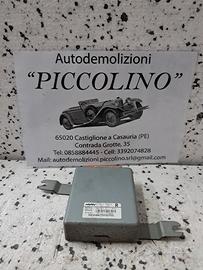 Autodemolizioni
"PICCOLINO"
65020 Castiglione a Casauria (PE)
Contrada Grotte, 35
Tel: 0858884445 - Cell: 3392074828
Mail: autodemolizioni.piccolino.srl@gmail.com